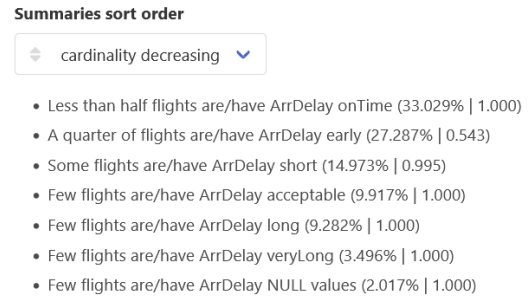 Summaries sort order
cardinality decreasing
• Less than half flights are/have ArrDelay onTime (33.029% | 1.000)
• A quarter of flights are/have ArrDelay early (27.287% | 0.543)
• Some flights are/have ArrDelay short (14.973% | 0.995)
• Few flights are/have ArrDelay acceptable (9.917% | 1.000)
• Few flights are/have ArrDelay long (9.282% | 1.000)
• Few flights are/have ArrDelay veryLong (3.496% | 1.000)
• Few flights are/have ArrDelay NULL values (2.017% | 1.000)